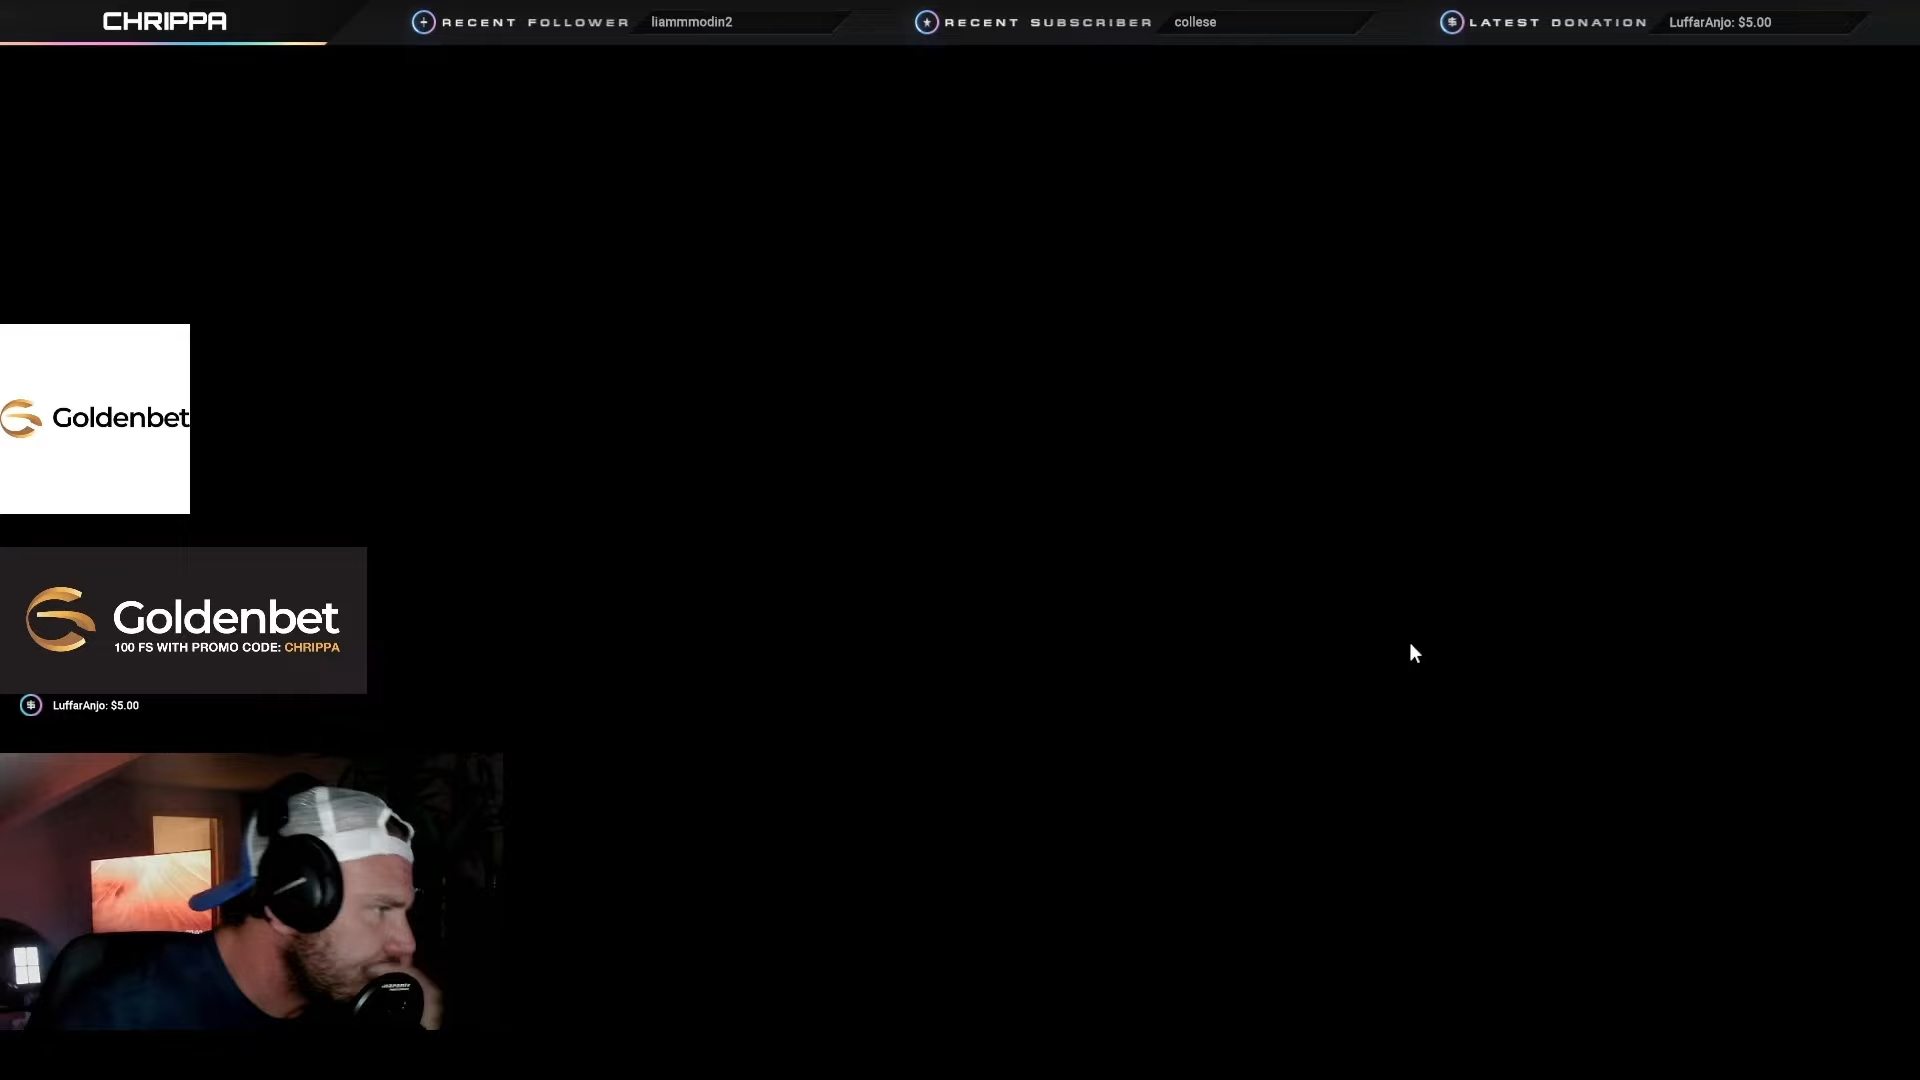 CHRIPPA
RECENT FOLLOWER liammmodin2
RECENT SUBSCRIBER collese
LATEST DONATION LuffarAnjo: $5.00
Goldenbet
Goldenbet
100 FS WITH PROMO CODE: CHRIPPA
LuffarAnjo: $5.00